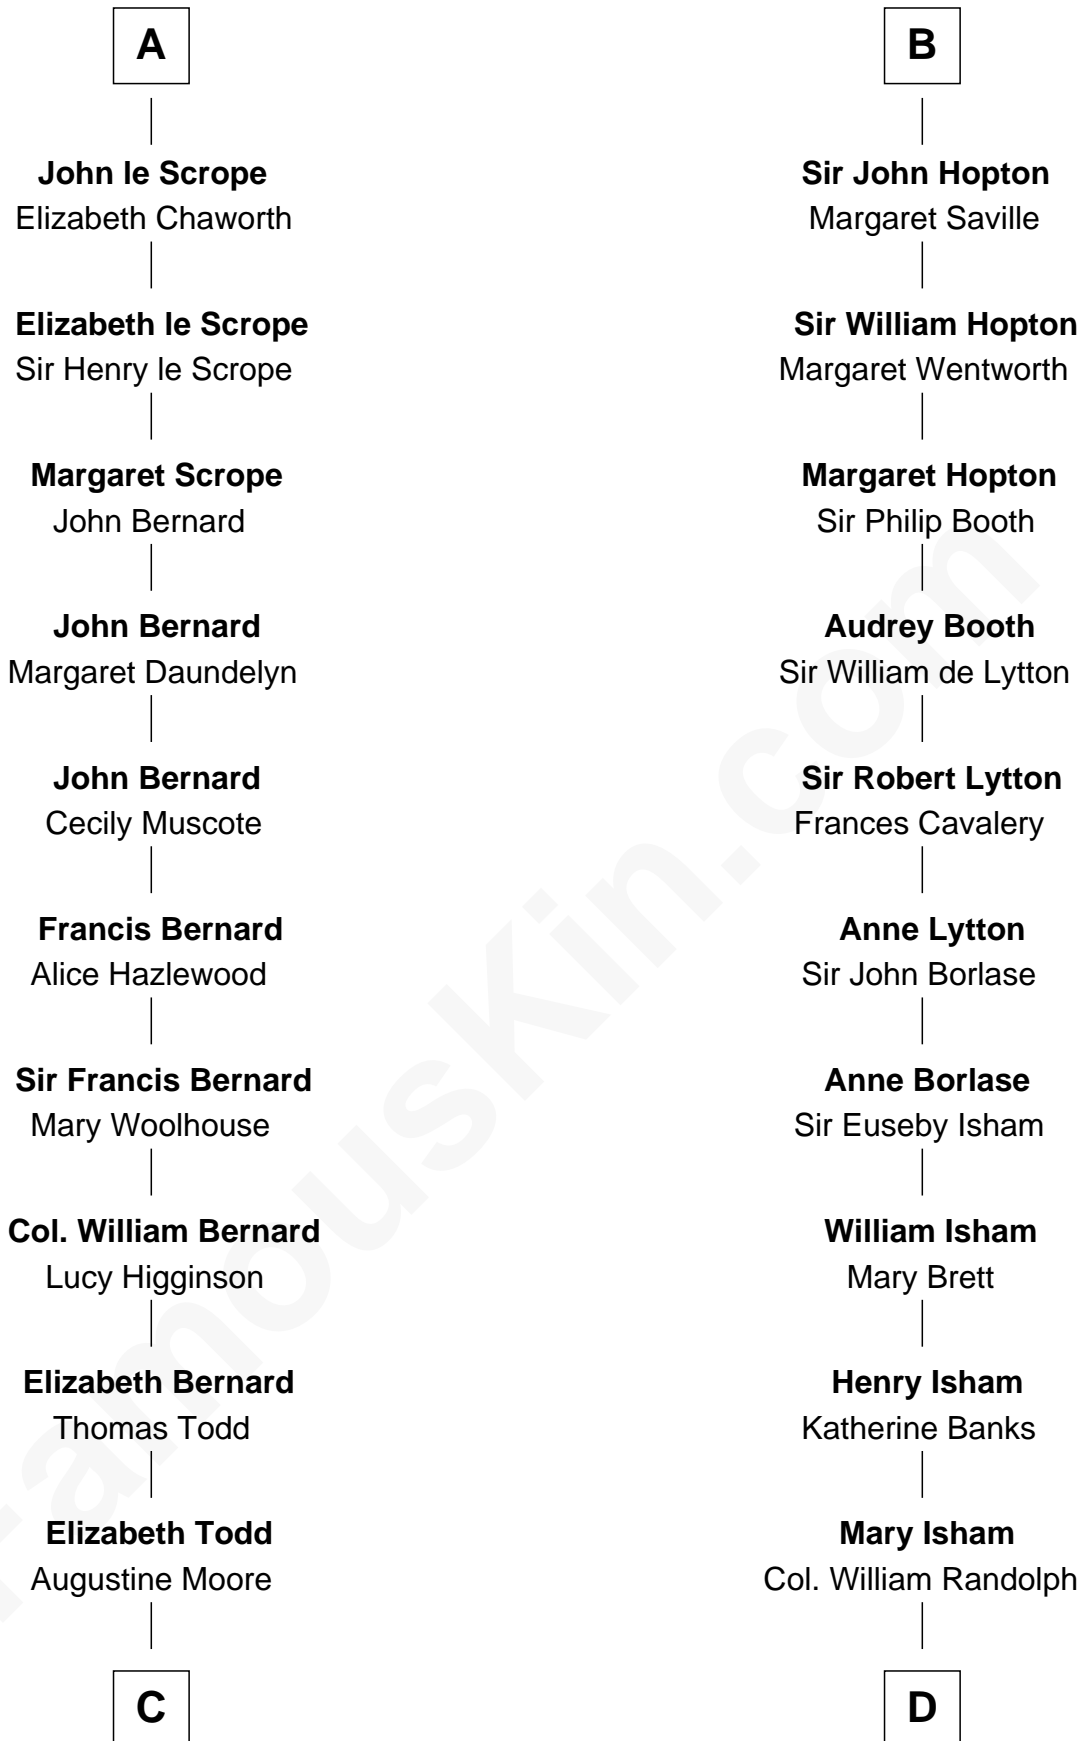 A
John le Scrope
Elizabeth Chaworth
Elizabeth le Scrope
Sir Henry le Scrope
Margaret Scrope
John Bernard
John Bernard
Margaret Daundelyn
John Bernard
Cecily Muscote
Francis Bernard
Alice Hazlewood
Sir Francis Bernard
Mary Woolhouse
Col. William Bernard
Lucy Higginson
Elizabeth Bernard
Thomas Todd
Elizabeth Todd
Augustine Moore
C
B
Sir John Hopton
Margaret Saville
Sir William Hopton
Margaret Wentworth
Margaret Hopton
Sir Philip Booth
Audrey Booth
Sir William de Lytton
Sir Robert Lytton
Frances Cavalery
Anne Lytton
Sir John Borlase
Anne Borlase
Sir Euseby Isham
William Isham
Mary Brett
Henry Isham
Katherine Banks
Mary Isham
Col. William Randolph
D
FamousKin.com